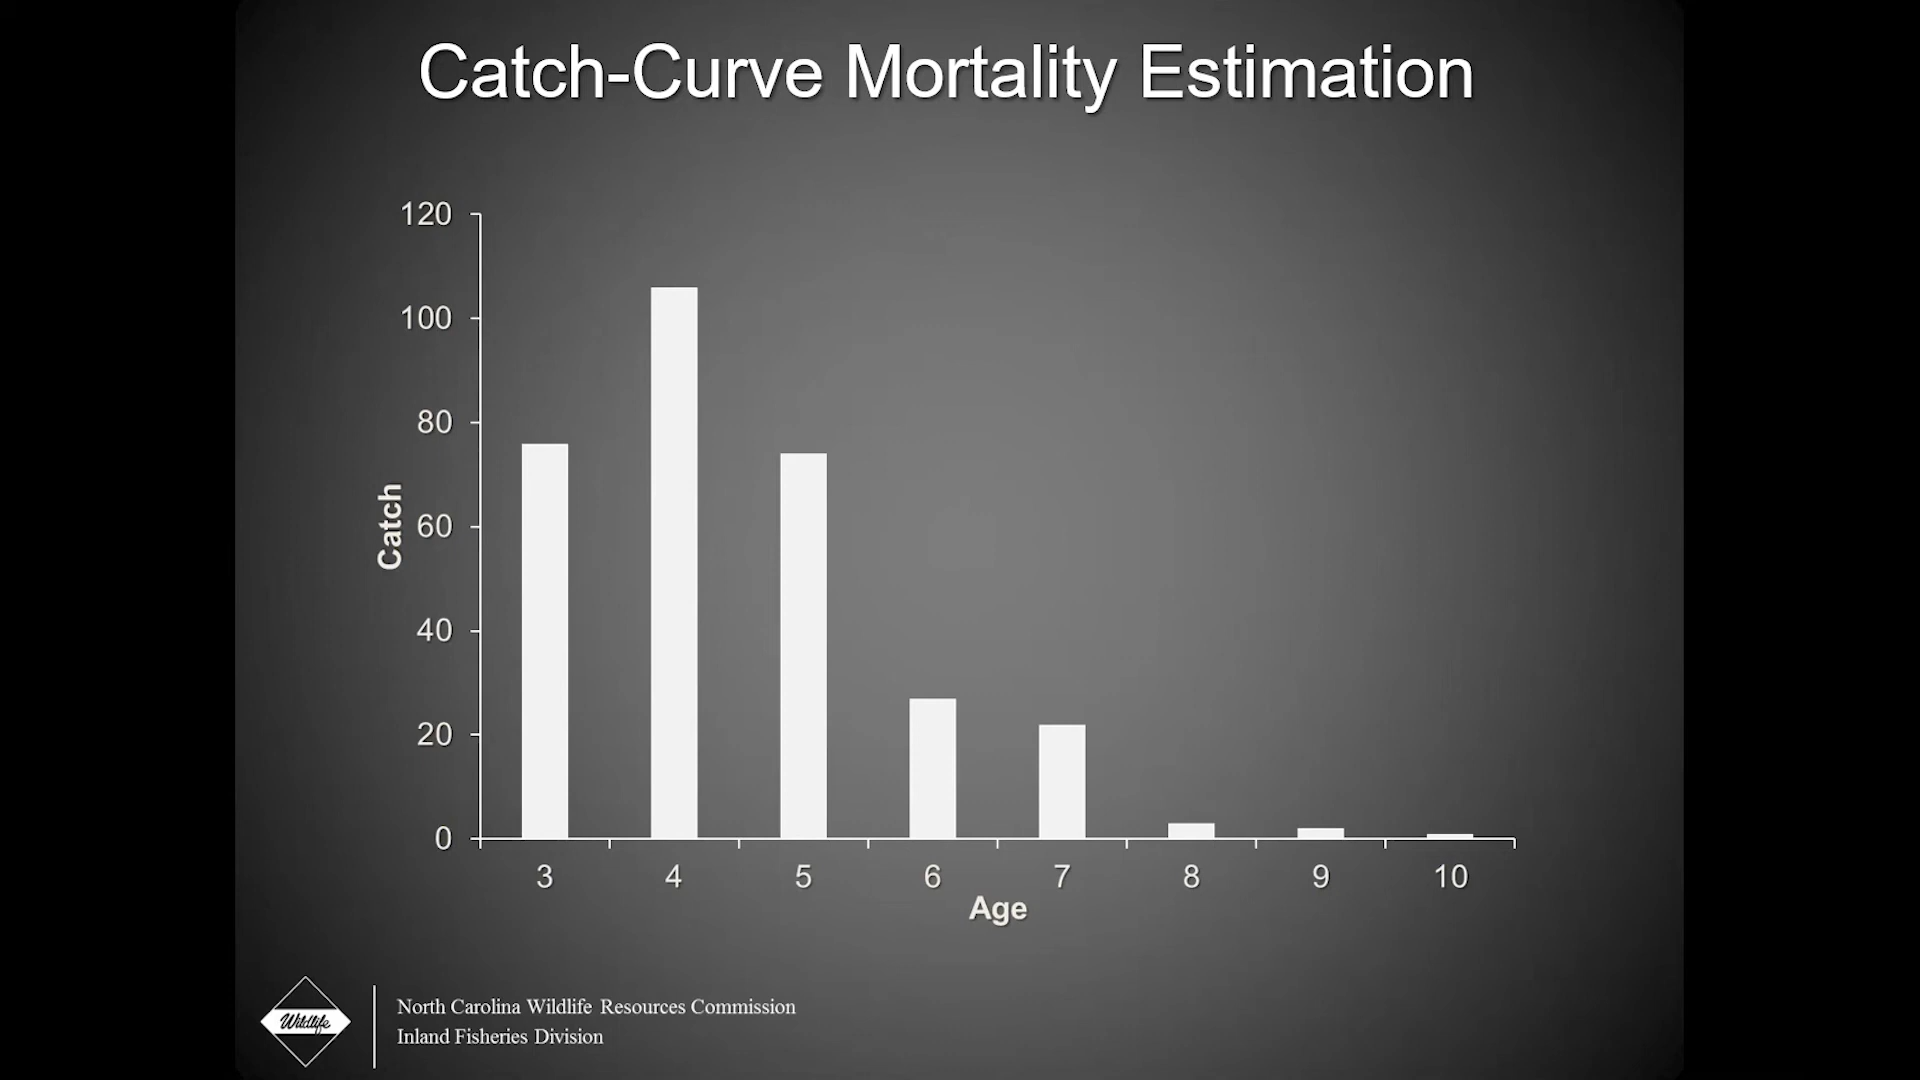 Catch-Curve Mortality Estimation
120
100
80
60
40
20
0
Catch
3 4 5 6 7 8 9 10
Age
Wildlife
North Carolina Wildlife Resources Commission
Inland Fisheries Division